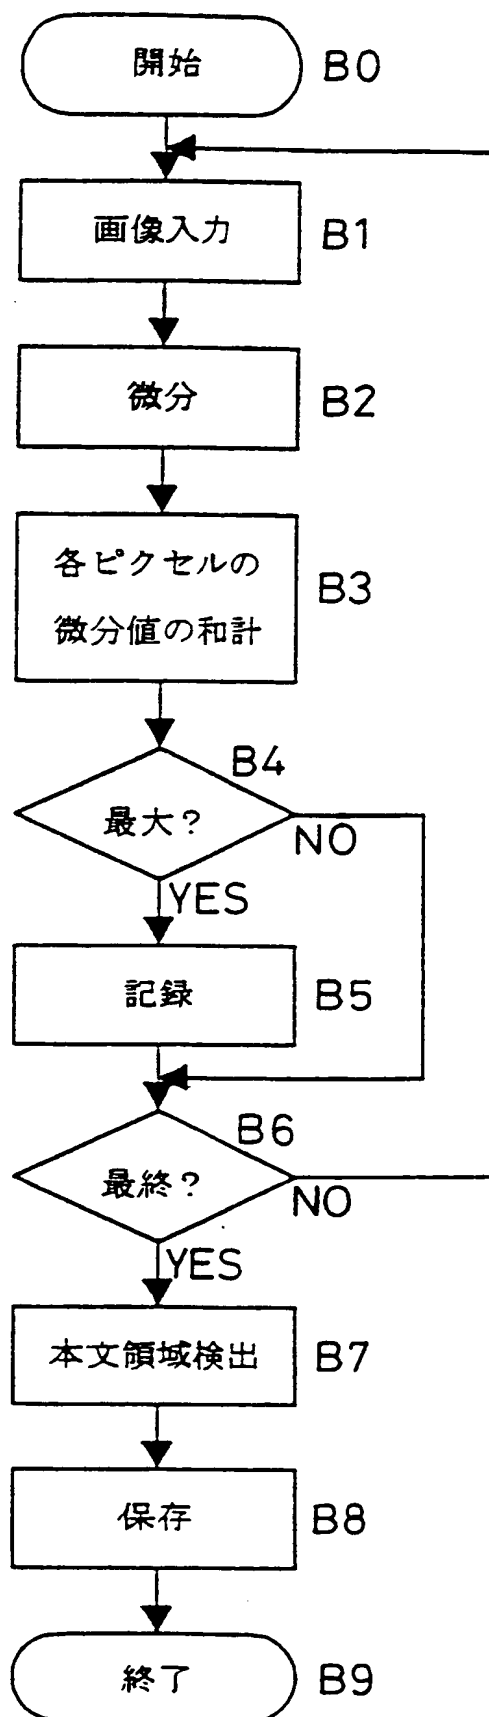 開始 B0
画像入力 B1
微分 B2
各ピクセルの
B3
微分値の和計
B4
最大?
NO
YES
記録 B5
B6
最終?
NO
YES
本文領域検出 B7
保存 B8
終了 B9